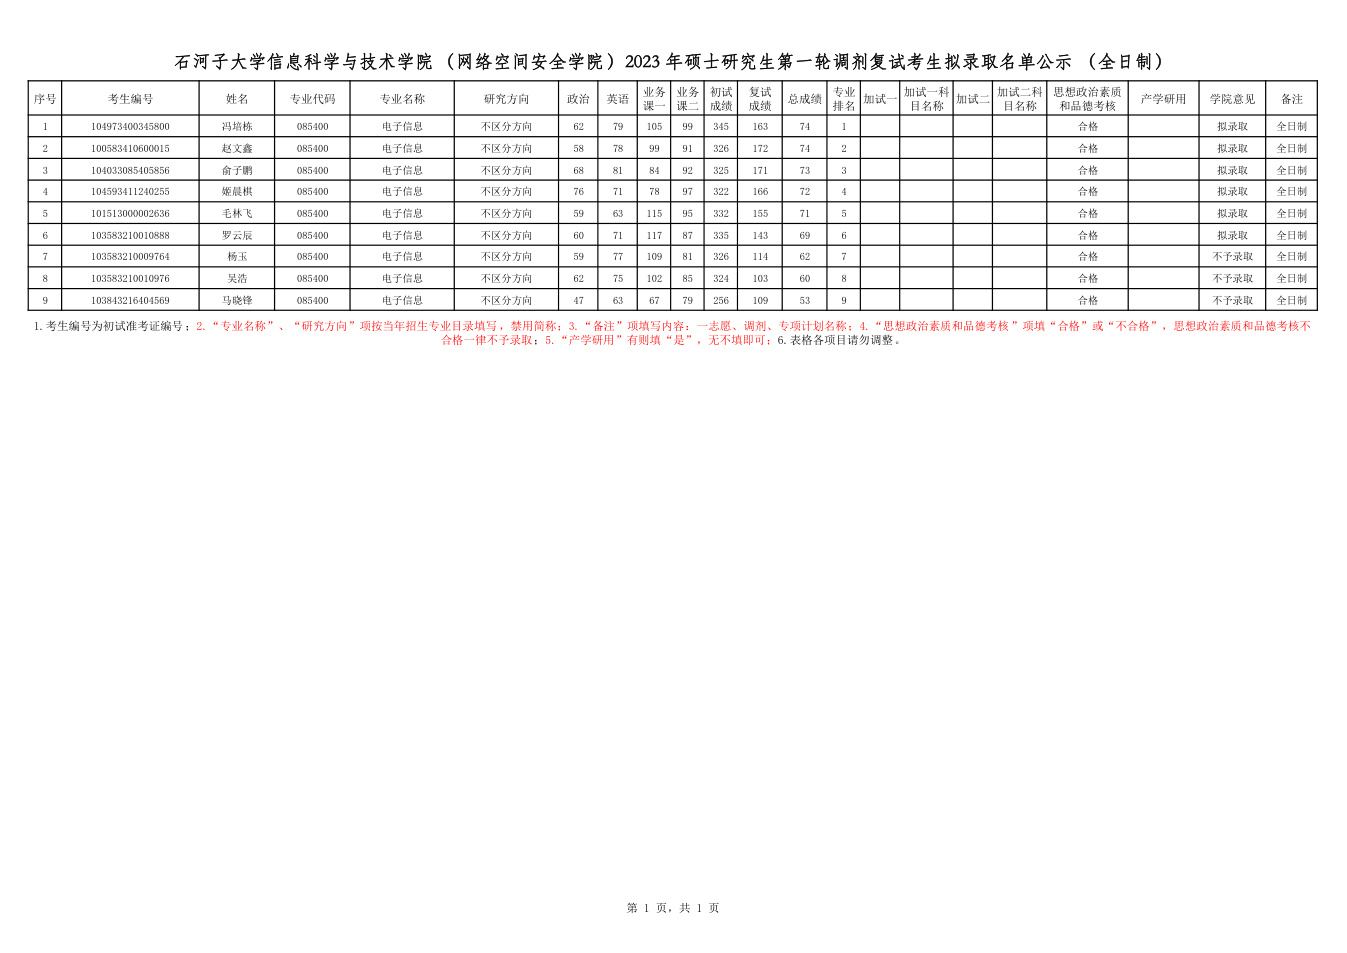 石河子大学信息科学与技术学院（网络空间安全学院）2023 年硕士研究生第一轮调剂复试考生拟录取名单公示 （全日制）
序号 考生编号 姓名 专业代码 专业名称 研究方向 政治 英语 业务课一 业务课二 初试成绩 复试成绩 总成绩 专业排名 加试一 加试一科目名称 加试二 加试二科目名称 思想政治素质和品德考核 产学研用 学院意见 备注
1 104973400345800 冯培栋 085400 电子信息 不区分方向 62 79 105 99 345 163 74 1 合格 拟录取 全日制
2 100583410600015 赵文鑫 085400 电子信息 不区分方向 58 78 99 91 326 172 74 2 合格 拟录取 全日制
3 104033085405856 俞子鹏 085400 电子信息 不区分方向 68 81 84 92 325 171 73 3 合格 拟录取 全日制
4 104593411240255 姬晨棋 085400 电子信息 不区分方向 76 71 78 97 322 166 72 4 合格 拟录取 全日制
5 101513000002636 毛林飞 085400 电子信息 不区分方向 59 63 115 95 332 155 71 5 合格 拟录取 全日制
6 103583210010888 罗云辰 085400 电子信息 不区分方向 60 71 117 87 335 143 69 6 合格 拟录取 全日制
7 103583210009764 杨玉 085400 电子信息 不区分方向 59 77 109 81 326 114 62 7 合格 不予录取 全日制
8 103583210010976 吴浩 085400 电子信息 不区分方向 62 75 102 85 324 103 60 8 合格 不予录取 全日制
9 103843216404569 马晓锋 085400 电子信息 不区分方向 47 63 67 79 256 109 53 9 合格 不予录取 全日制
1.考生编号为初试准考证编号；2.“专业名称”、“研究方向”项按当年招生专业目录填写，禁用简称；3.“备注”项填写内容：一志愿、调剂、专项计划名称；4.“思想政治素质和品德考核”项填“合格”或“不合格”，思想政治素质和品德考核不
合格一律不予录取；5.“产学研用”有则填“是”，无不填即可；6.表格各项目请勿调整。
第 1 页，共 1 页